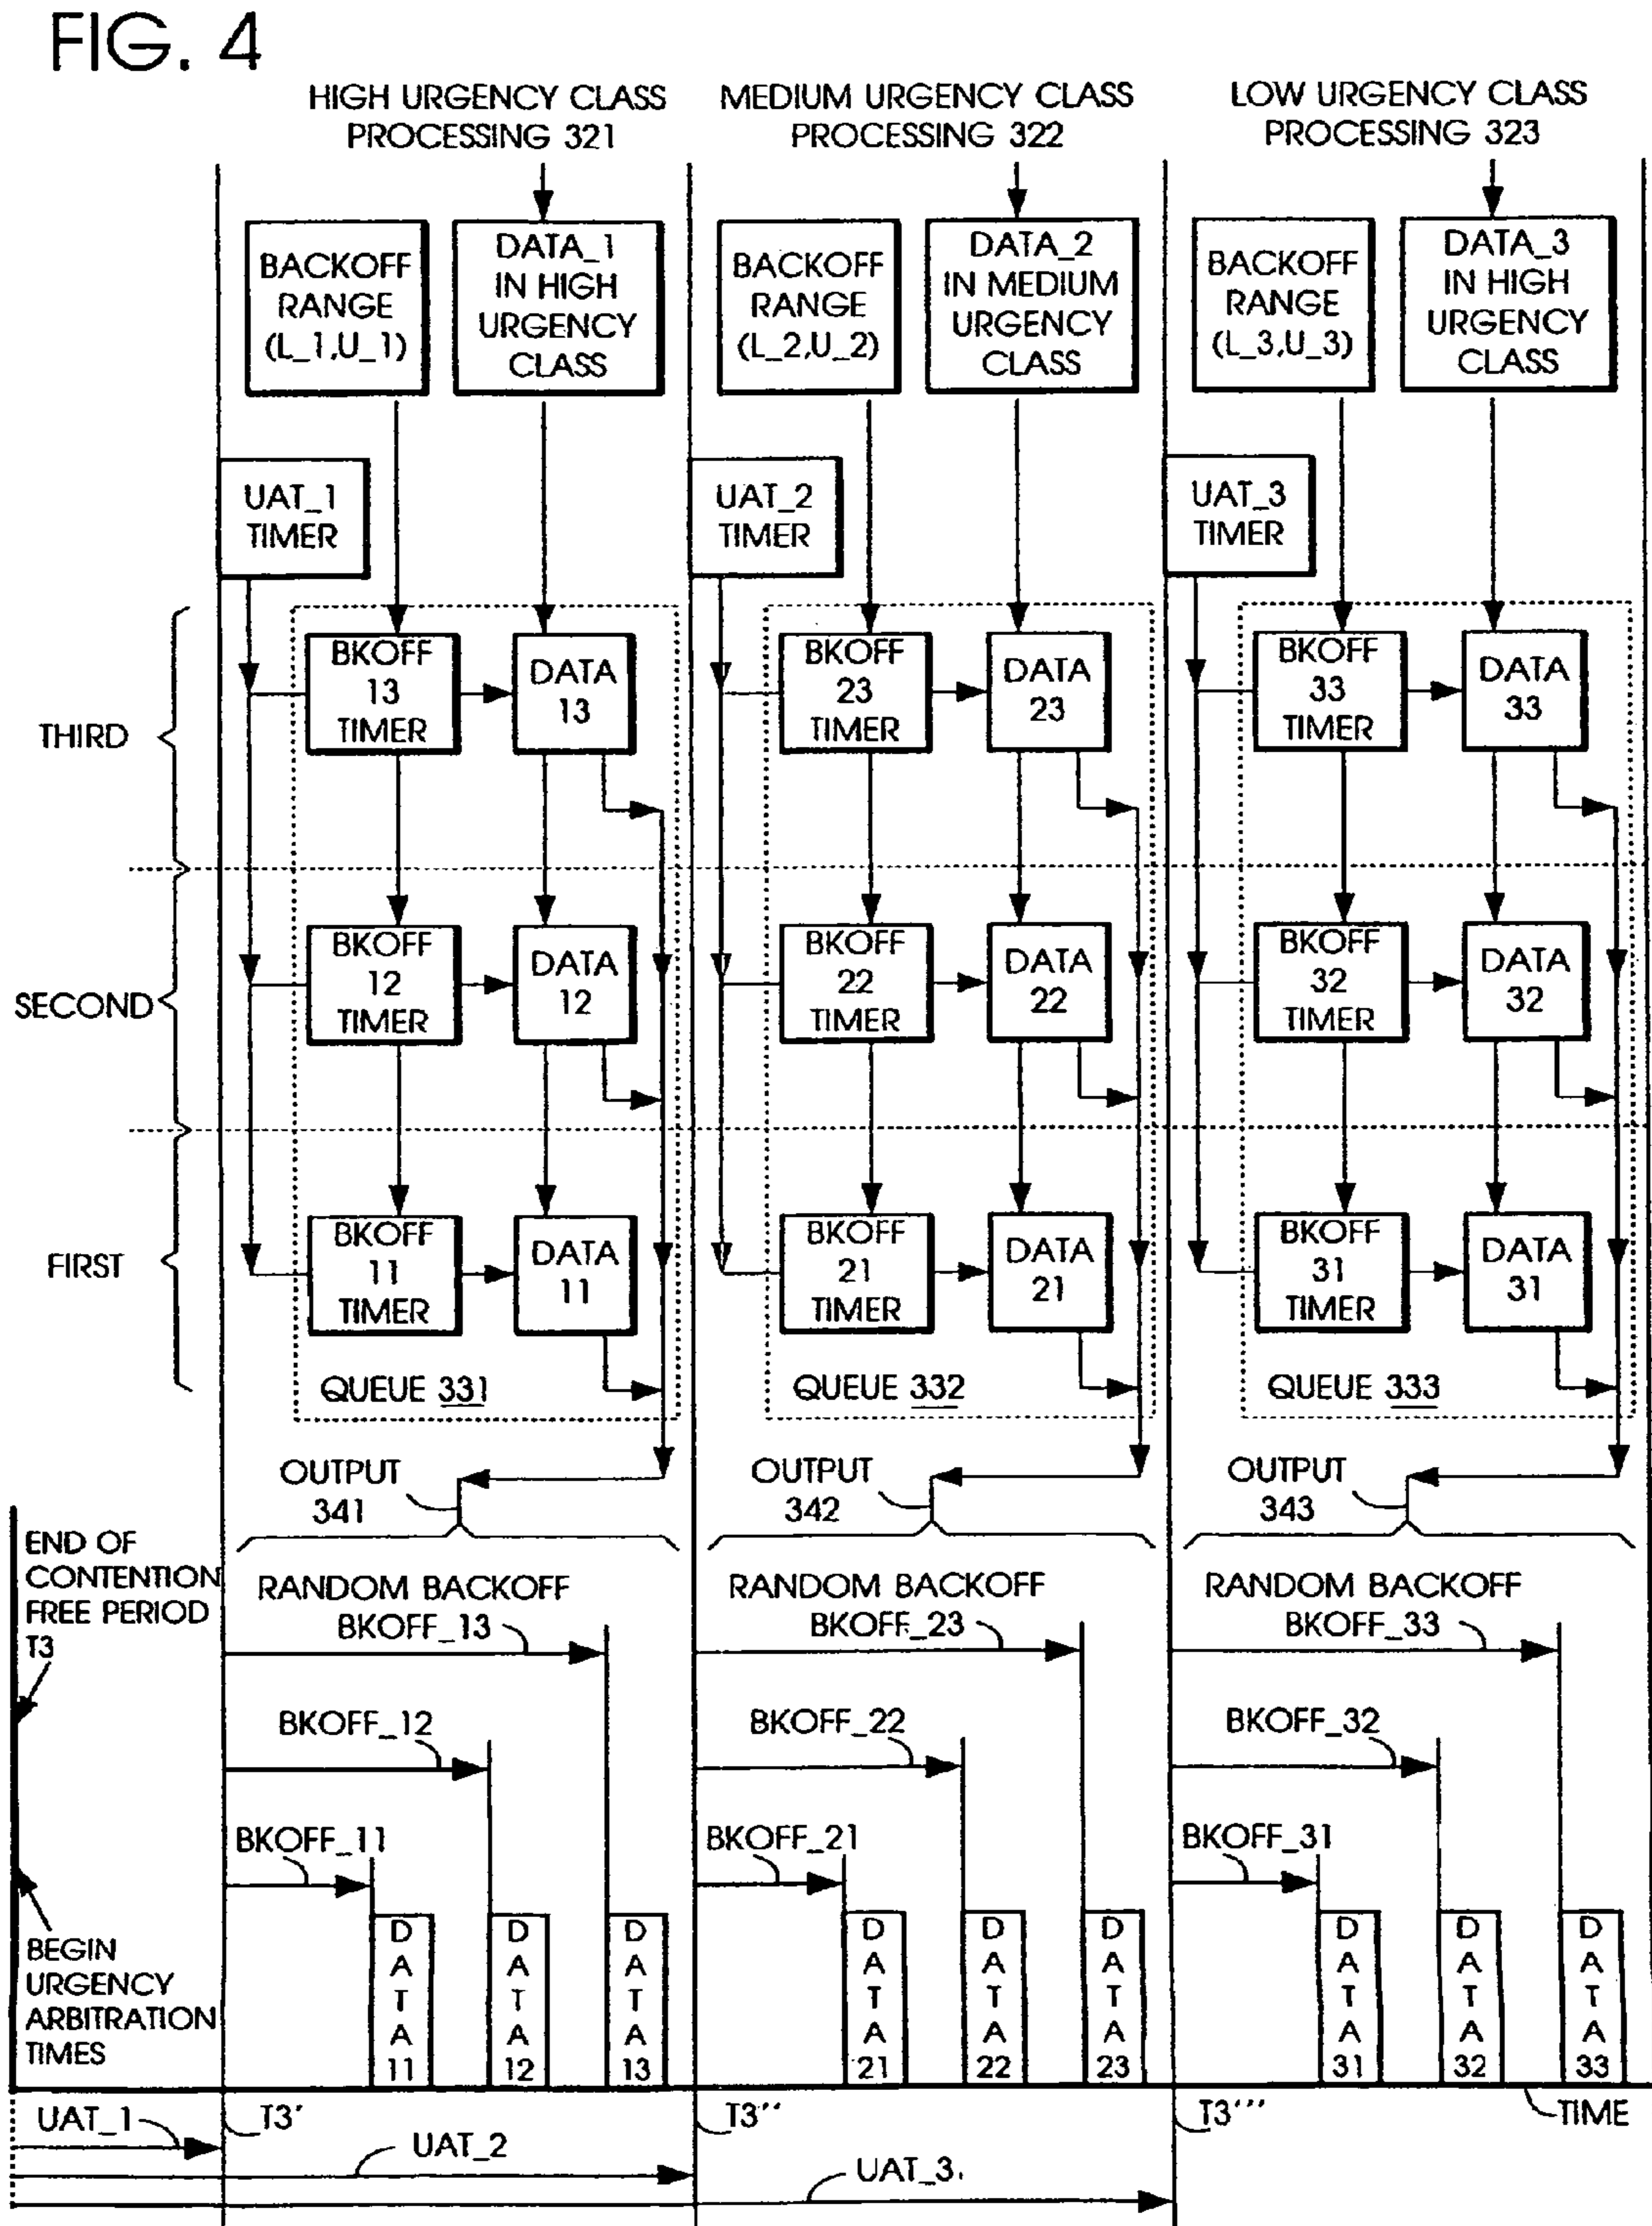 FIG. 4
HIGH URGENCY CLASS
PROCESSING 321
MEDIUM URGENCY CLASS
PROCESSING 322
LOW URGENCY CLASS
PROCESSING 323
BACKOFF
RANGE
(L_1,U_1)
DATA_1
IN HIGH
URGENCY
CLASS
BACKOFF
RANGE
(L_2,U_2)
DATA_2
IN MEDIUM
URGENCY
CLASS
BACKOFF
RANGE
(L_3,U_3)
DATA_3
IN HIGH
URGENCY
CLASS
UAT_1
TIMER
UAT_2
TIMER
UAT_3
TIMER
THIRD
BKOFF
13
TIMER
DATA
13
BKOFF
23
TIMER
DATA
23
BKOFF
33
TIMER
DATA
33
SECOND
BKOFF
12
TIMER
DATA
12
BKOFF
22
TIMER
DATA
22
BKOFF
32
TIMER
DATA
32
FIRST
BKOFF
11
TIMER
DATA
11
BKOFF
21
TIMER
DATA
21
BKOFF
31
TIMER
DATA
31
QUEUE 331
QUEUE 332
QUEUE 333
OUTPUT
341
OUTPUT
342
OUTPUT
343
END OF
CONTENTION
FREE PERIOD
T3
RANDOM BACKOFF
BKOFF_13
RANDOM BACKOFF
BKOFF_23
RANDOM BACKOFF
BKOFF_33
BKOFF_12
BKOFF_22
BKOFF_32
BKOFF_11
BKOFF_21
BKOFF_31
BEGIN
URGENCY
ARBITRATION
TIMES
DATA
11
DATA
12
DATA
13
DATA
21
DATA
22
DATA
23
DATA
31
DATA
32
DATA
33
UAT_1
T3'
T3''
T3'''
TIME
UAT_2
UAT_3